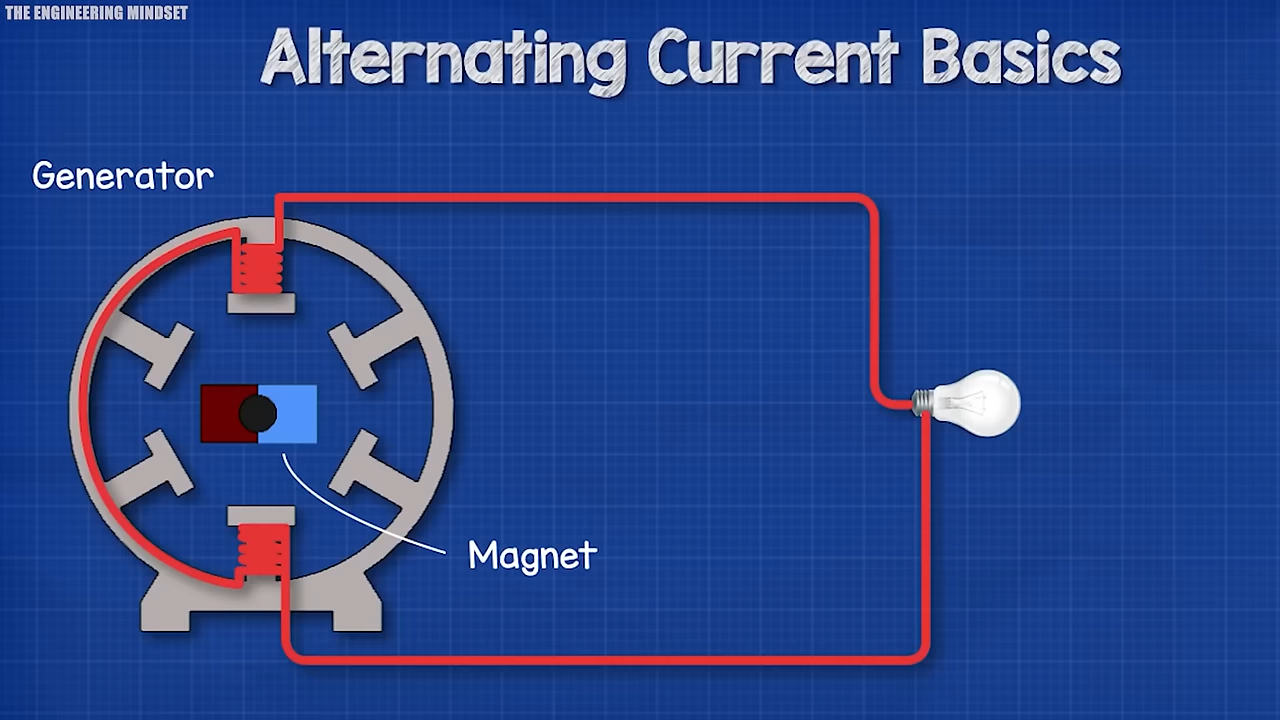 THE ENGINEERING MINDSET
Alternating Current Basics
Generator
Magnet